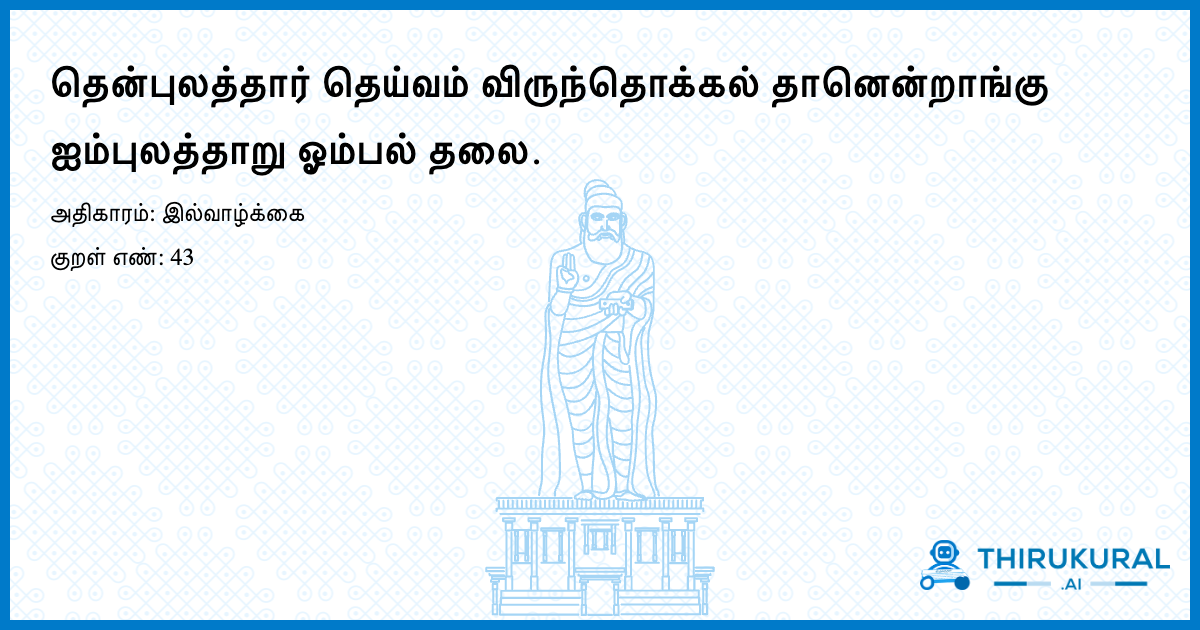 தென்புலத்தார் தெய்வம் விருந்தொக்கல் தானென்றாங்கு
ஐம்புலத்தாறு ஓம்பல் தலை.
அதிகாரம்: இல்வாழ்க்கை
குறள் எண்: 43
THIRUKURAL
.AI